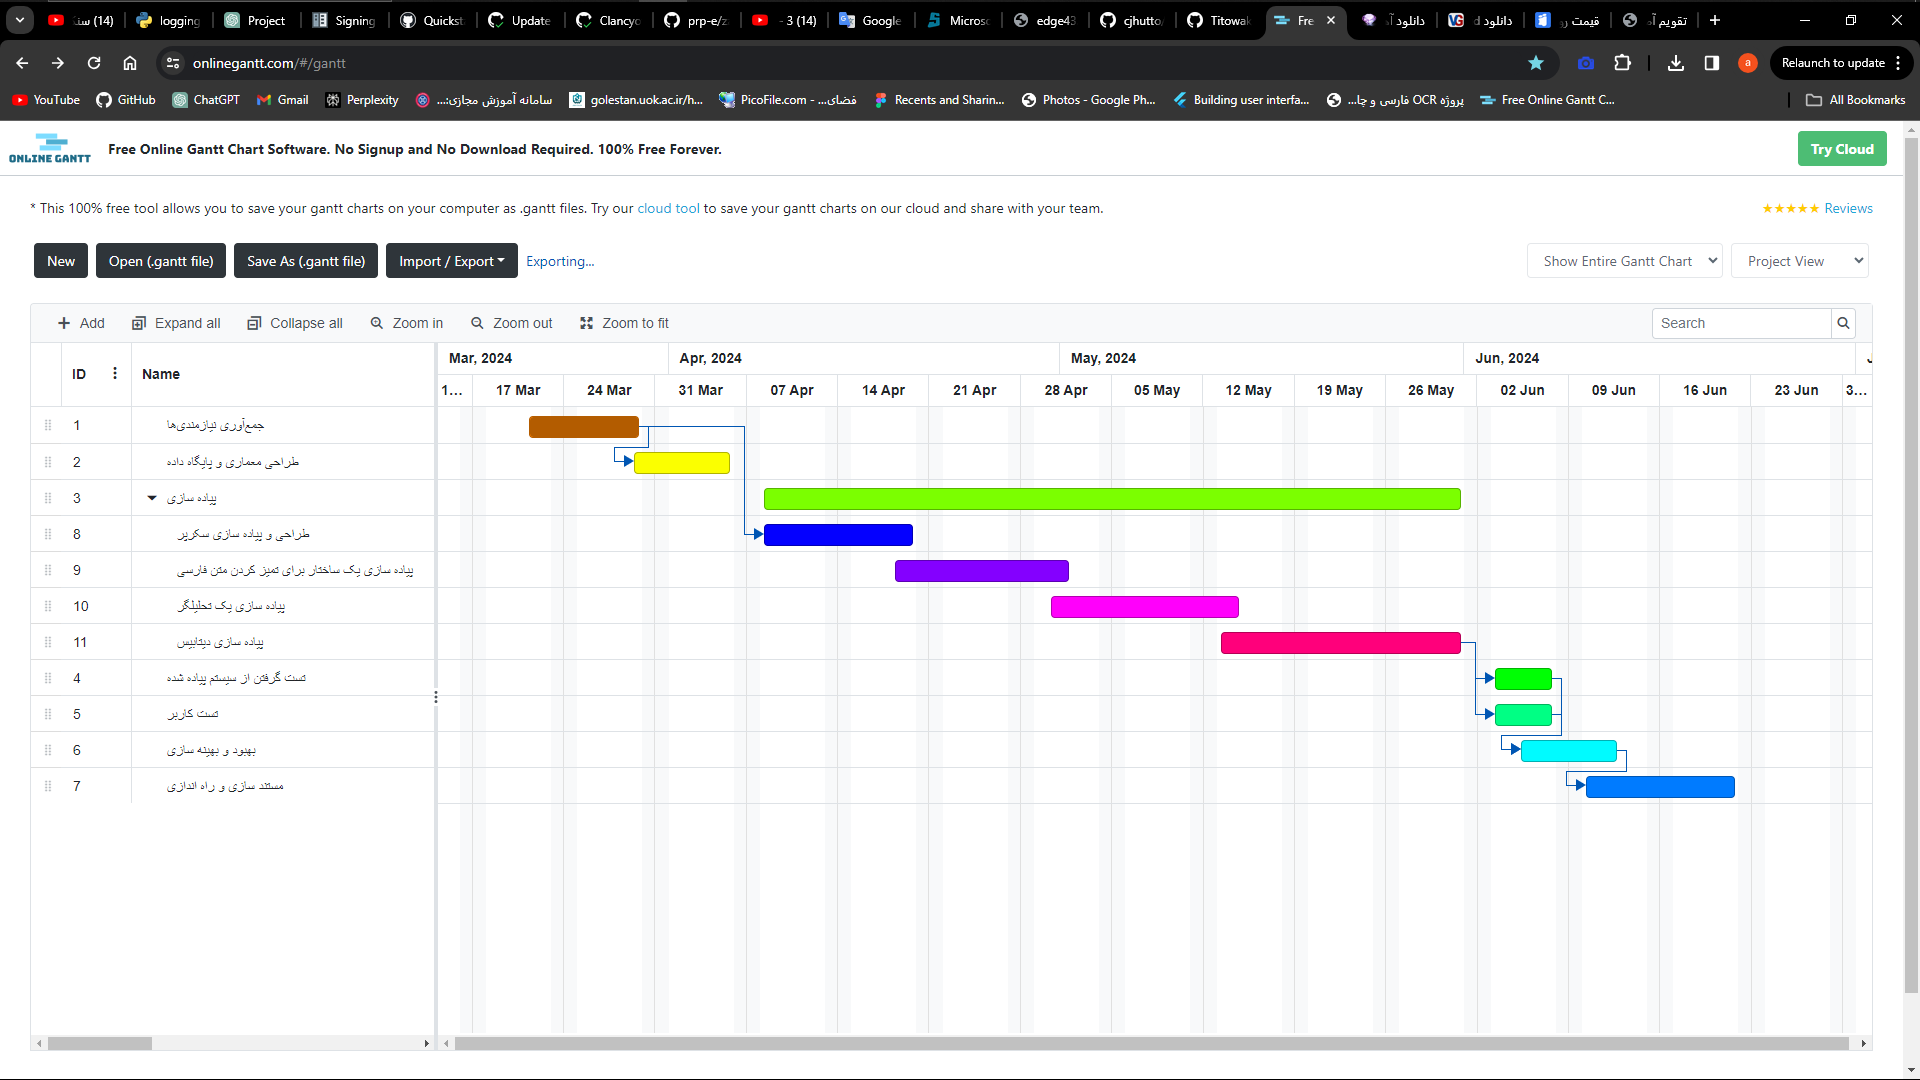 (14) سنگ
logging
Project
Signing
Quicksta
Update
Clancyo
prp-e/z
- 3 (14)
Google
Microso
edge43
cjhutto/
Titowak
Fre
دانلود آه
دانلود d
قیمت رو
تقویم آم
onlinegantt.com/#/gantt
a
Relaunch to update
YouTube
GitHub
ChatGPT
Gmail
Perplexity
سامانه آموزش مجازی:...
golestan.uok.ac.ir/h...
PicoFile.com - فضای...
Recents and Sharin...
Photos - Google Ph...
Building user interfa...
پروژه OCR فارسی و چا...
Free Online Gantt C...
All Bookmarks
ONLINE GANTT
Free Online Gantt Chart Software. No Signup and No Download Required. 100% Free Forever.
Try Cloud
* This 100% free tool allows you to save your gantt charts on your computer as .gantt files. Try our cloud tool to save your gantt charts on our cloud and share with your team.
★★★★★ Reviews
New
Open (.gantt file)
Save As (.gantt file)
Import / Export
Exporting...
Show Entire Gantt Chart
Project View
Add
Expand all
Collapse all
Zoom in
Zoom out
Zoom to fit
Search
ID
Name
Mar, 2024
Apr, 2024
May, 2024
Jun, 2024
1...
17 Mar
24 Mar
31 Mar
07 Apr
14 Apr
21 Apr
28 Apr
05 May
12 May
19 May
26 May
02 Jun
09 Jun
16 Jun
23 Jun
3...
1 جمع‌آوری نیازمندی‌ها
2 طراحی معماری و پایگاه داده
3 پیاده سازی
8 طراحی و پیاده سازی سکرپر
9 پیاده سازی یک ساختار برای تمیز کردن متن فارسی
10 پیاده سازی یک تحلیلگر
11 پیاده سازی دیتابیس
4 تست گرفتن از سیستم پیاده شده
5 تست کاربر
6 بهبود و بهینه سازی
7 مستند سازی و راه اندازی